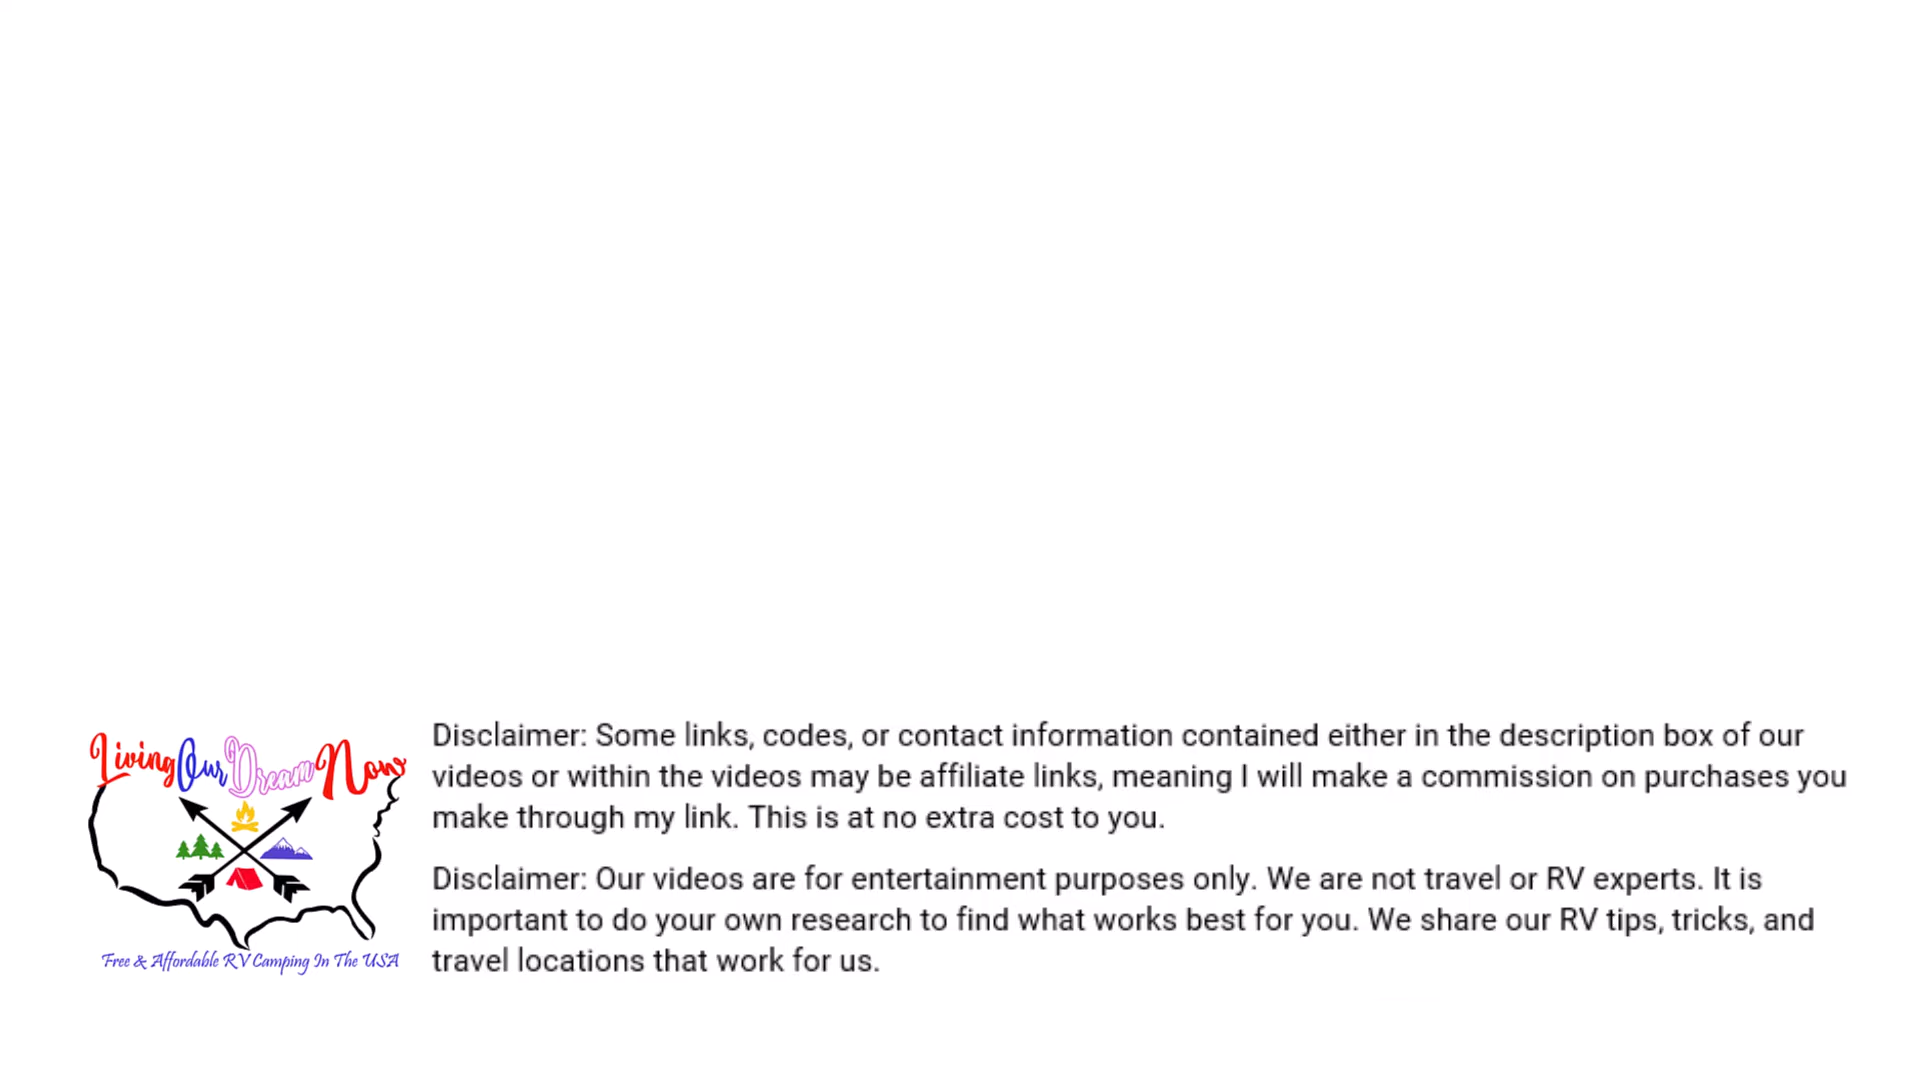 Living Our Dream Now
Free & Affordable RV Camping In The USA
Disclaimer: Some links, codes, or contact information contained either in the description box of our
videos or within the videos may be affiliate links, meaning I will make a commission on purchases you
make through my link. This is at no extra cost to you.
Disclaimer: Our videos are for entertainment purposes only. We are not travel or RV experts. It is
important to do your own research to find what works best for you. We share our RV tips, tricks, and
travel locations that work for us.